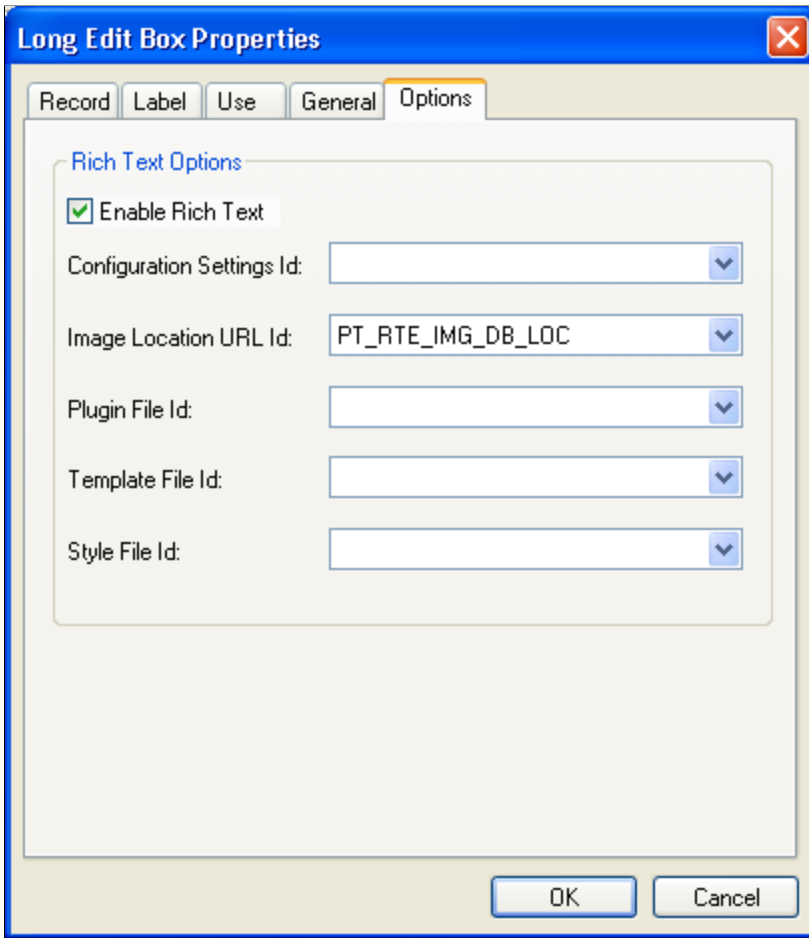 Long Edit Box Properties
Record Label Use General Options
Rich Text Options
Enable Rich Text
Configuration Settings Id:
Image Location URL Id: PT_RTE_IMG_DB_LOC
Plugin File Id:
Template File Id:
Style File Id:
OK Cancel